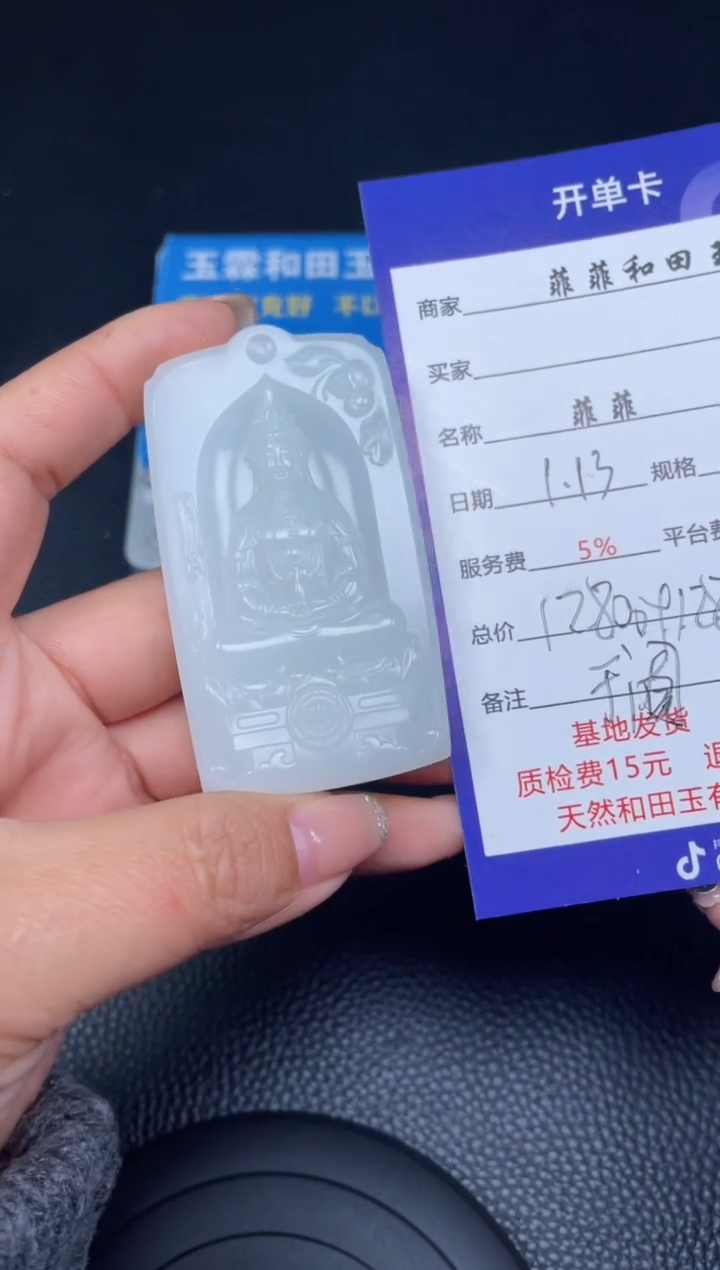 开单卡
玉霖和田玉
商家 菲菲和田
买家
名称 菲菲
日期 1.13 规格
服务费 5% 平台费
总价
备注
基地发货
质检费15元 退
天然和田玉有